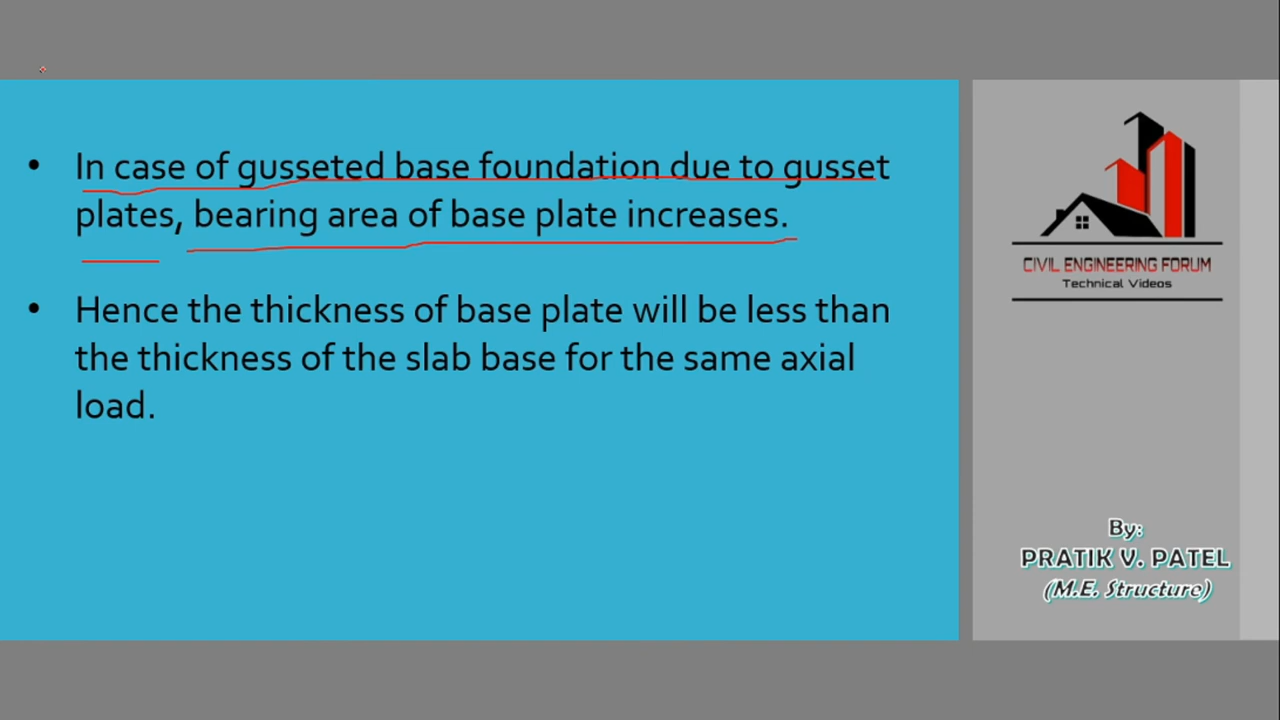 • In case of gusseted base foundation due to gusset
plates, bearing area of base plate increases.
• Hence the thickness of base plate will be less than
the thickness of the slab base for the same axial
load.
CIVIL ENGINEERING FORUM
Technical Videos
By:
PRATIK V. PATEL
(M.E. Structure)